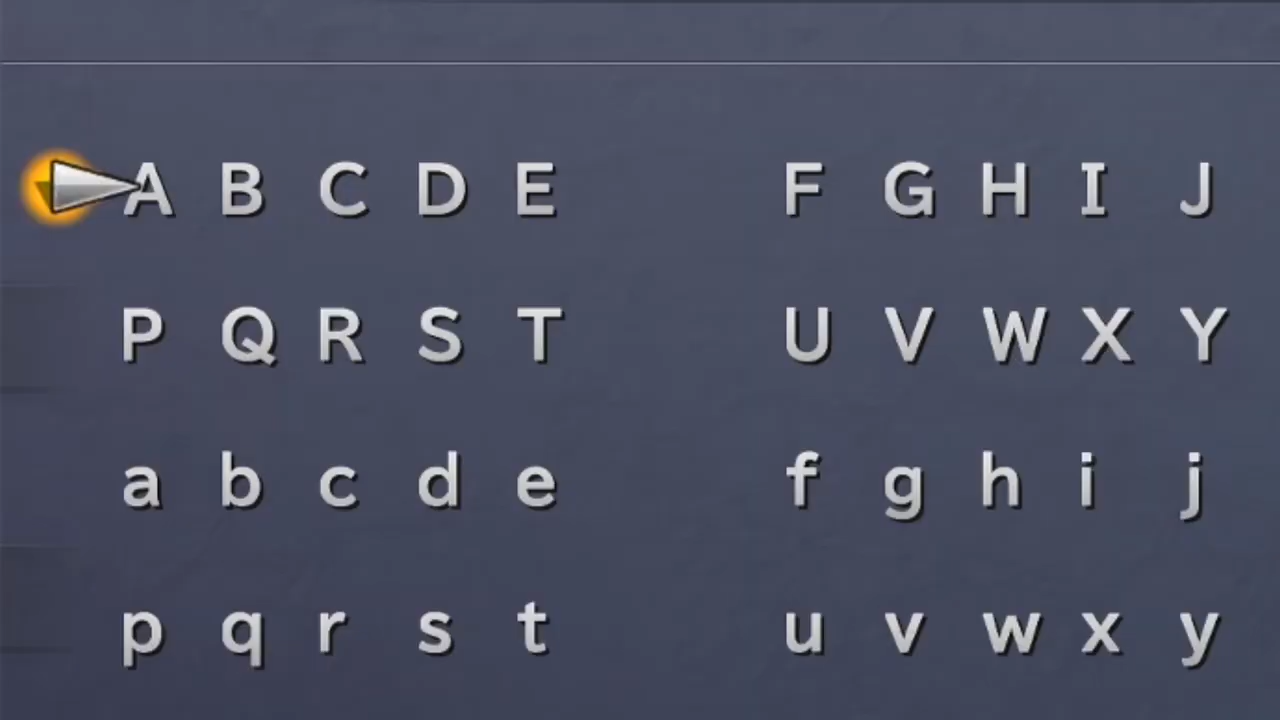 A B C D E F G H I J
P Q R S T U V W X Y
a b c d e f g h i j
p q r s t u v w x y